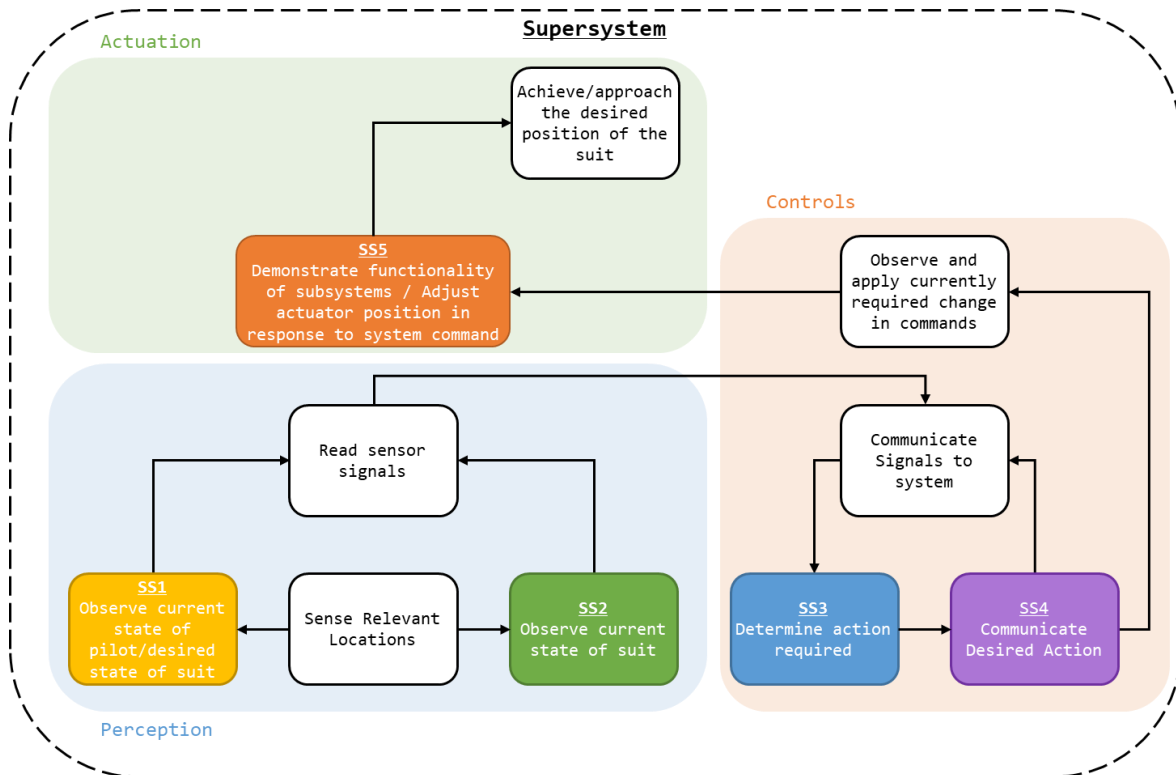 Supersystem
Actuation
Achieve/approach
the desired
position of the
suit
SS5
Demonstrate functionality
of subsystems / Adjust
actuator position in
response to system command
Controls
Observe and
apply currently
required change
in commands
Read sensor
signals
Communicate
Signals to
system
SS1
Observe current
state of
pilot/desired
state of suit
Sense Relevant
Locations
SS2
Observe current
state of suit
SS3
Determine action
required
SS4
Communicate
Desired Action
Perception